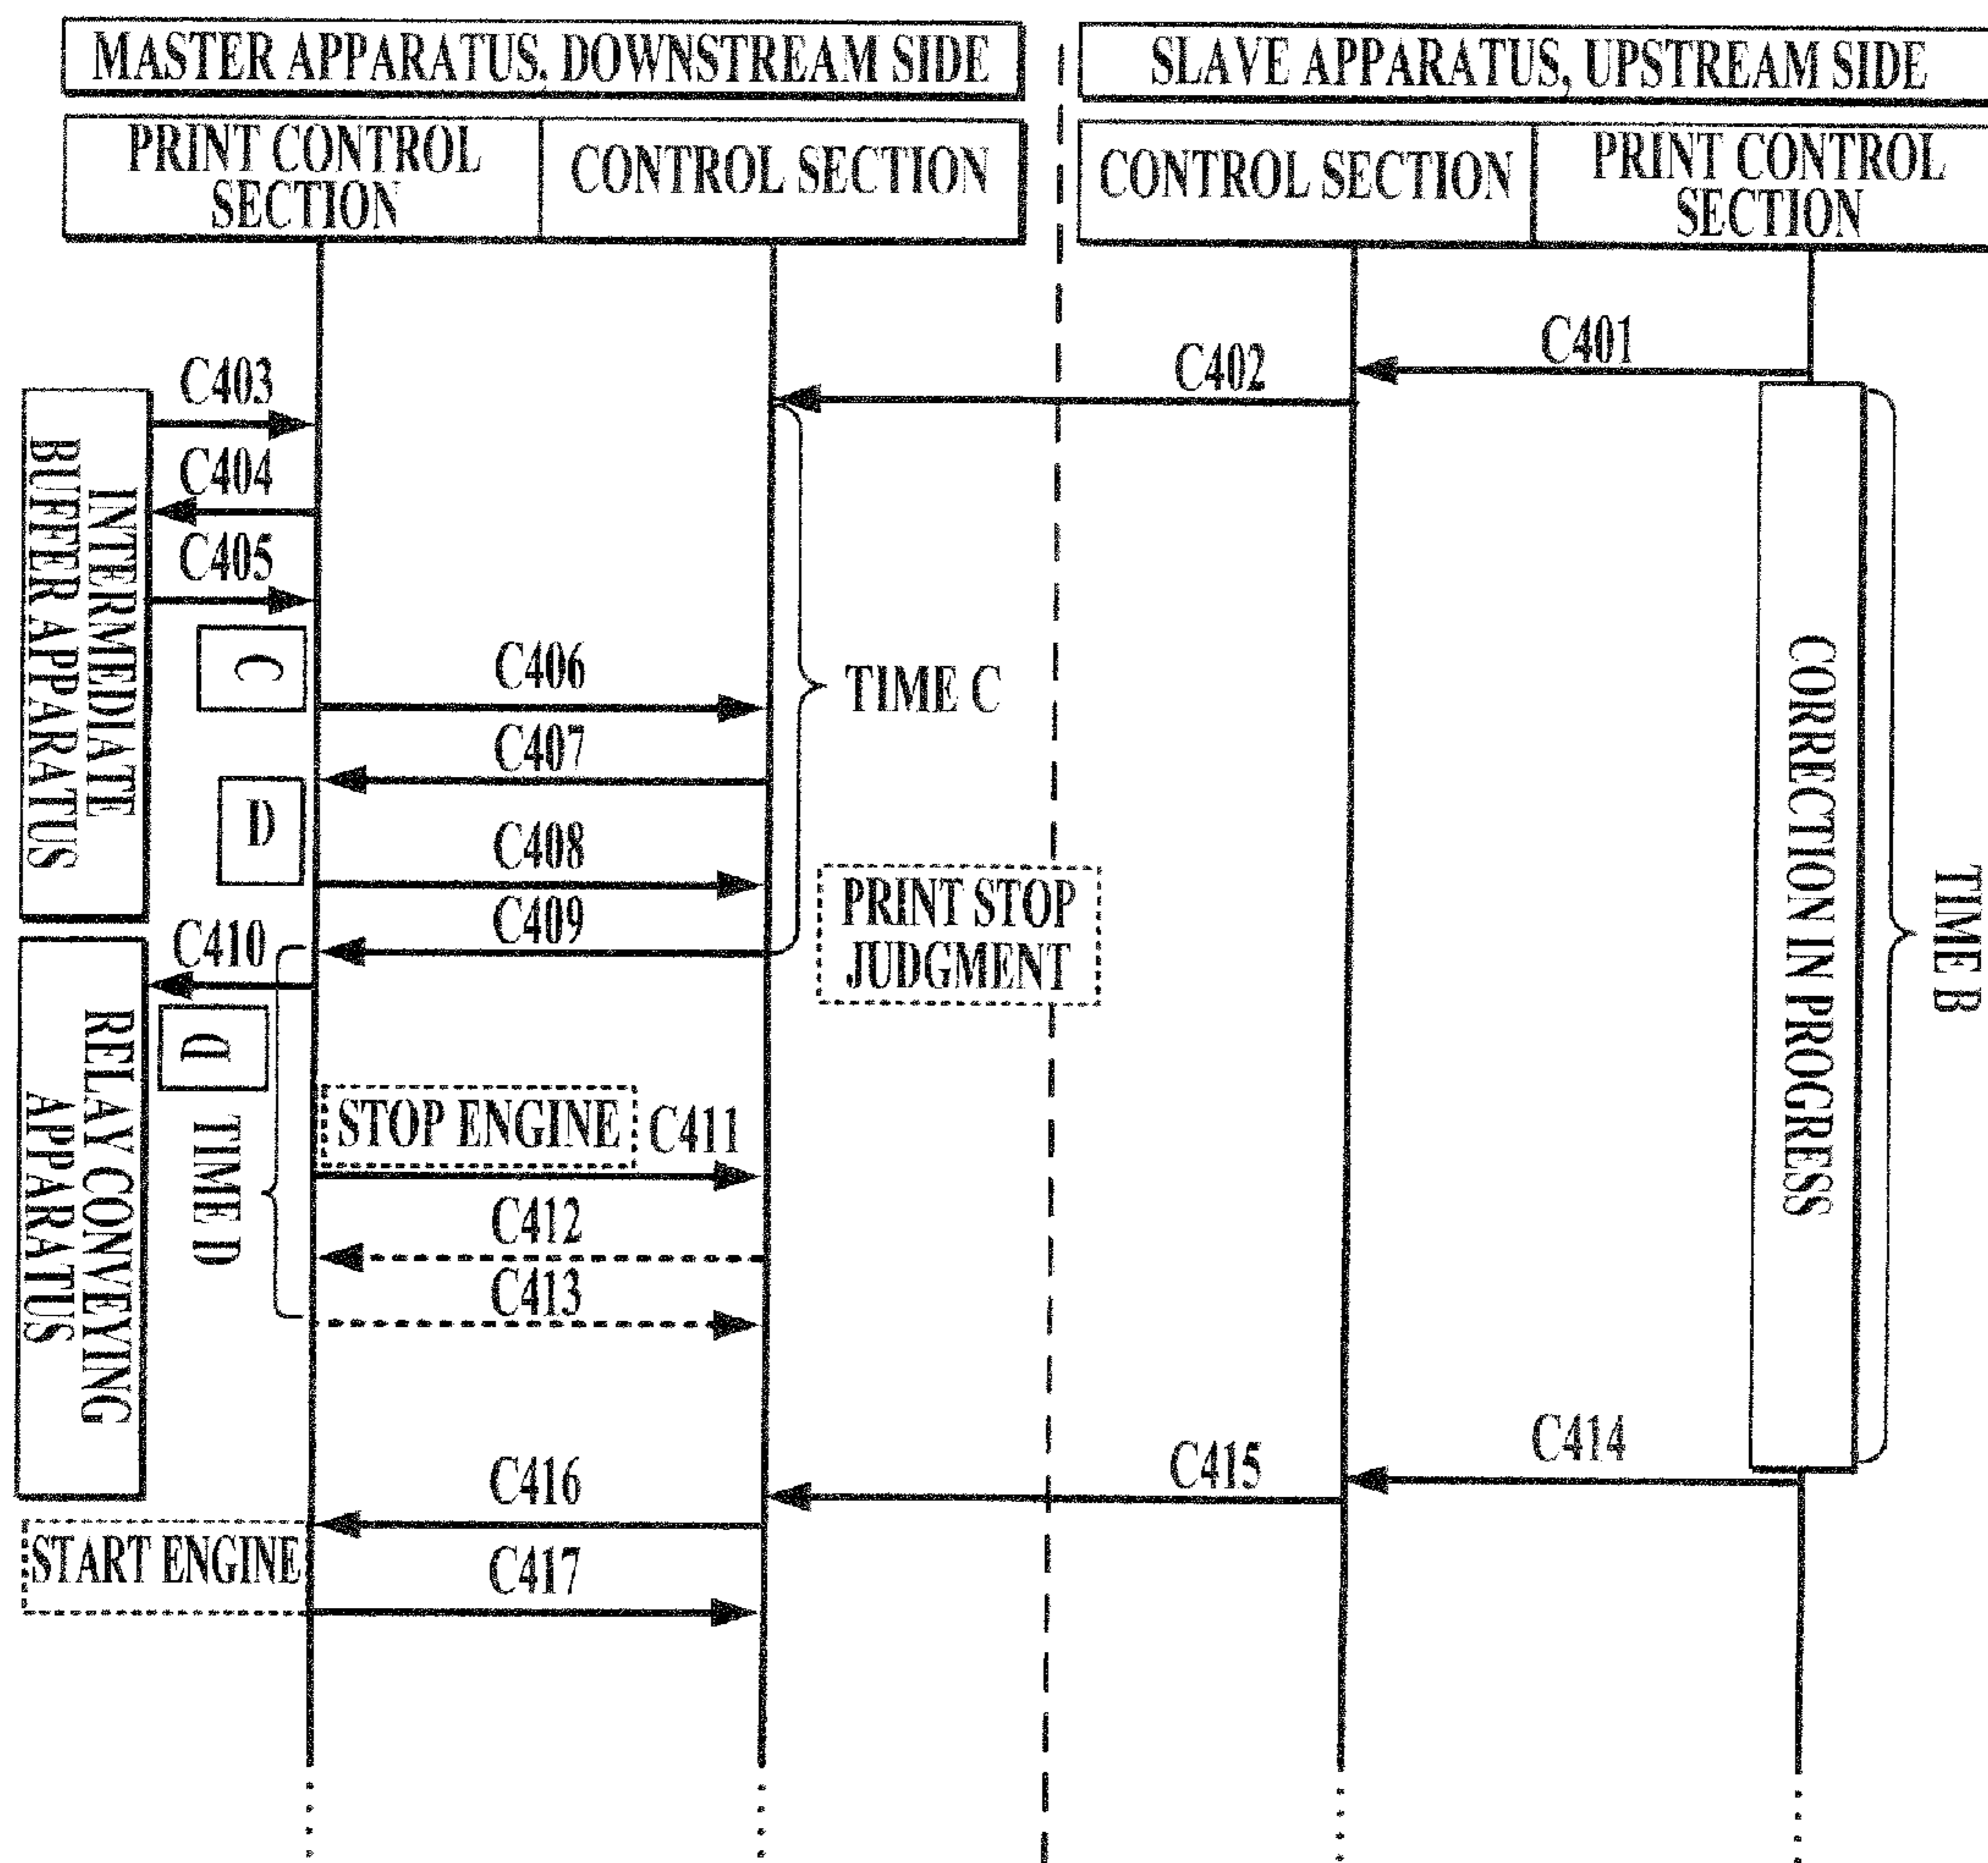 MASTER APPARATUS, DOWNSTREAM SIDE
SLAVE APPARATUS, UPSTREAM SIDE
PRINT CONTROL
SECTION
CONTROL SECTION
CONTROL SECTION
PRINT CONTROL
SECTION
C401
C402
C403
C404
C405
INTERMEDIATE
BUFFER APPARATUS
C
C406
TIME C
C407
D
C408
C409
PRINT STOP
JUDGMENT
CORRECTION IN PROGRESS
TIME B
C410
RELAY CONVEYING
APPARATUS
d
TIME D
STOP ENGINE
C411
C412
C413
C414
C415
C416
START ENGINE
C417